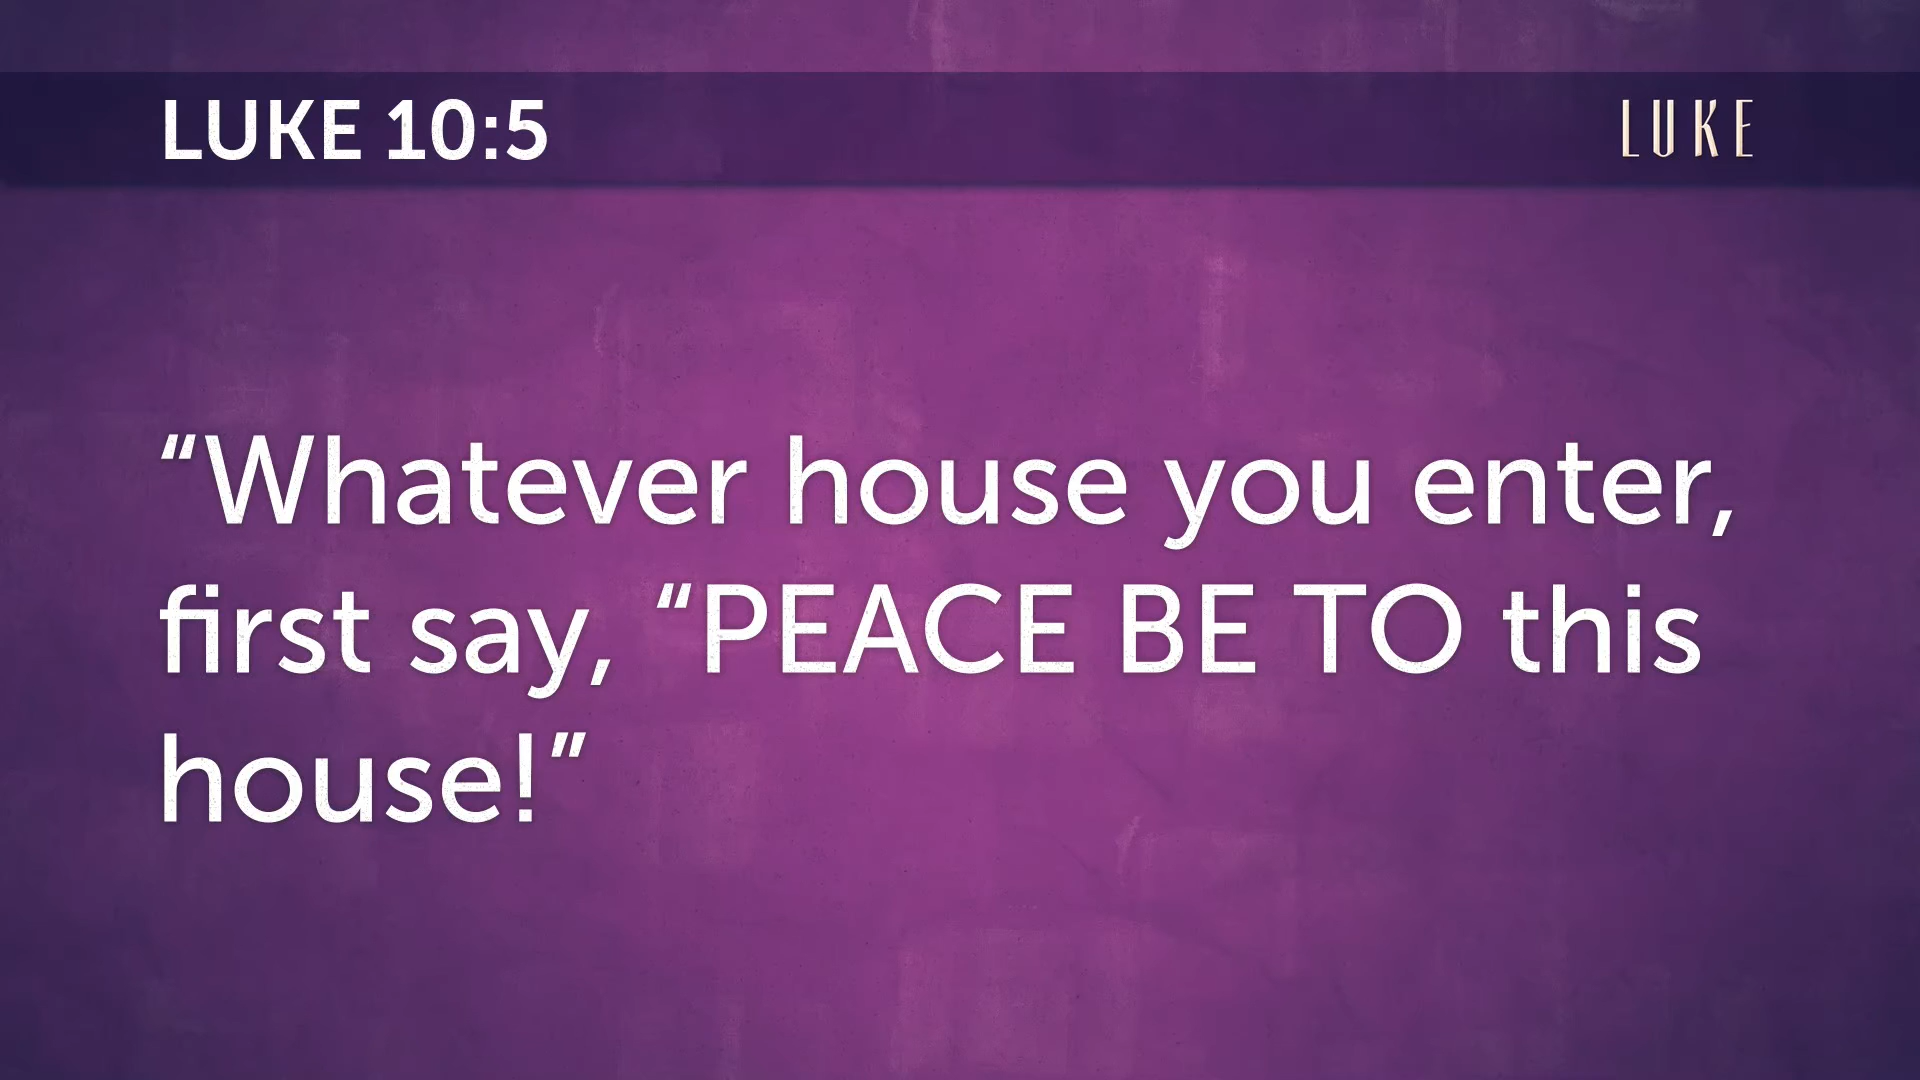 LUKE 10:5
LUKE
“Whatever house you enter,
first say, “PEACE BE TO this
house!”